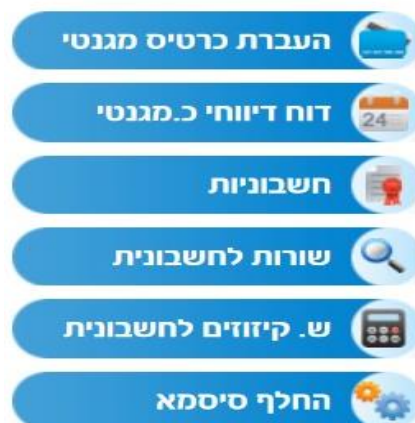 העברת כרטיס מגנטי
דוח דיווחי כ.מגנטי
24
חשבוניות
שורות לחשבונית
ש. קיזוזים לחשבונית
החלף סיסמא